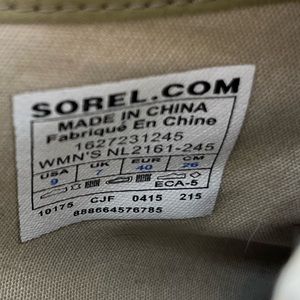 SOREL.COM
MADE IN CHINA
Fabriqué En Chine
1627231245
WMN'S NL2161-245
USA UK EUR CM
9 7 40 26
ECA-5
10175 CJF 0415 215
888664576785